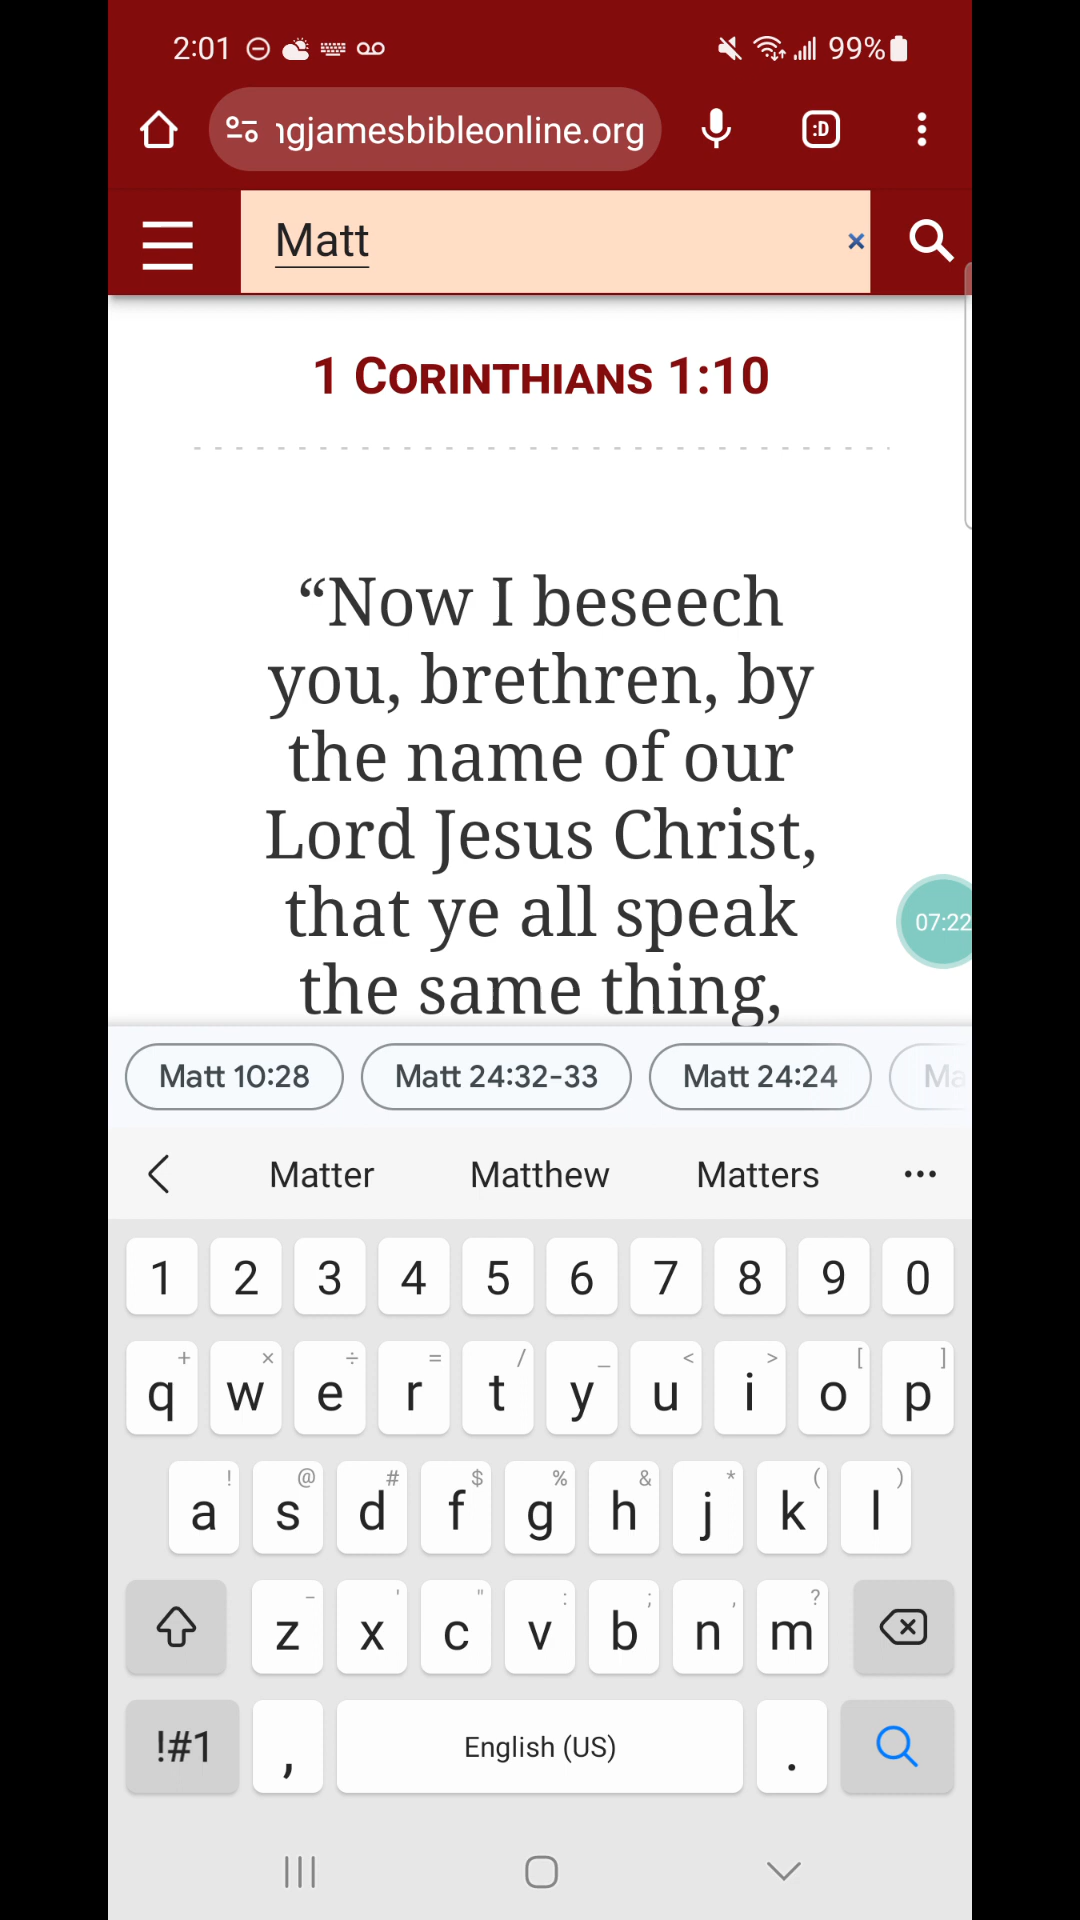 2:01 99%
ngjamesbibleonline.org :D
Matt ×
1 CORINTHIANS 1:10
“Now I beseech
you, brethren, by
the name of our
Lord Jesus Christ,
that ye all speak
07:22
the same thing,
Matt 10:28 Matt 24:32-33 Matt 24:24 Ma
Matter Matthew Matters ...
1 2 3 4 5 6 7 8 9 0
+ × ÷ = / _ < > [ ]
q w e r t y u i o p
! @ # $ % & * ( )
a s d f g h j k l
- ' " : ; , ?
z x c v b n m
!#1 , English (US) .